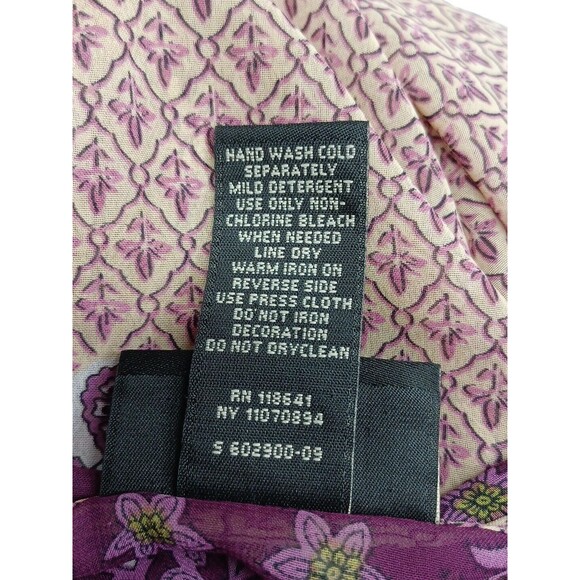 HAND WASH COLD
SEPARATELY
MILD DETERGENT
USE ONLY NON-
CHLORINE BLEACH
WHEN NEEDED
LINE DRY
WARM IRON ON
REVERSE SIDE
USE PRESS CLOTH
DO NOT IRON
DECORATION
DO NOT DRYCLEAN
RN 118641
NY 11070894
S 602900-09